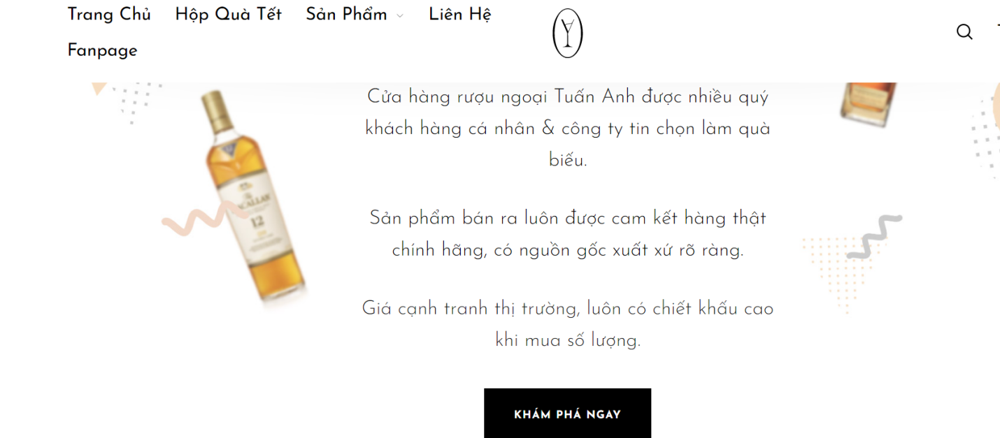 Trang Chủ Hộp Quà Tết Sản Phẩm Liên Hệ
Fanpage
Cửa hàng rượu ngoại Tuấn Anh được nhiều quý
khách hàng cá nhân & công ty tin chọn làm quà
biếu.
Sản phẩm bán ra luôn được cam kết hàng thật
chính hãng, có nguồn gốc xuất xứ rõ ràng.
Giá cạnh tranh thị trường, luôn có chiết khấu cao
khi mua số lượng.
KHÁM PHÁ NGAY
The
MACALLAN
12